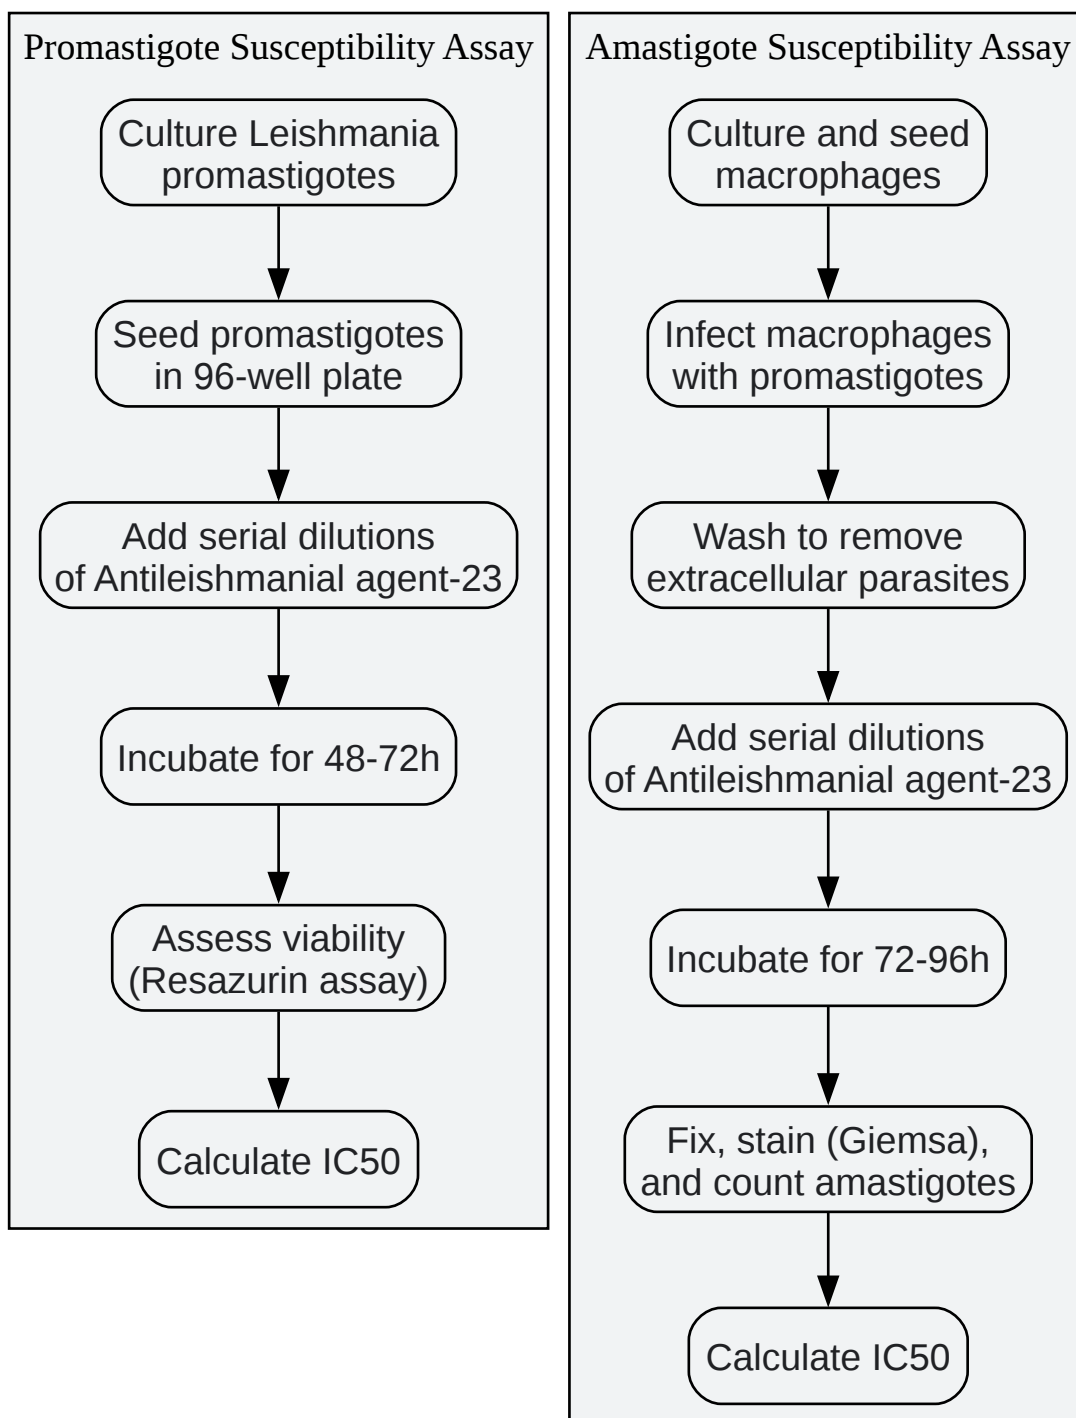 Promastigote Susceptibility Assay
Culture Leishmania
promastigotes
Seed promastigotes
in 96-well plate
Add serial dilutions
of Antileishmanial agent-23
Incubate for 48-72h
Assess viability
(Resazurin assay)
Calculate IC50
Amastigote Susceptibility Assay
Culture and seed
macrophages
Infect macrophages
with promastigotes
Wash to remove
extracellular parasites
Add serial dilutions
of Antileishmanial agent-23
Incubate for 72-96h
Fix, stain (Giemsa),
and count amastigotes
Calculate IC50